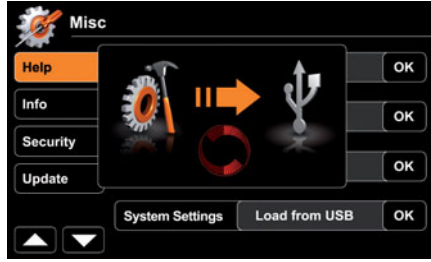 Misc
Help
OK
Info
OK
Security
OK
Update
System Settings Load from USB OK